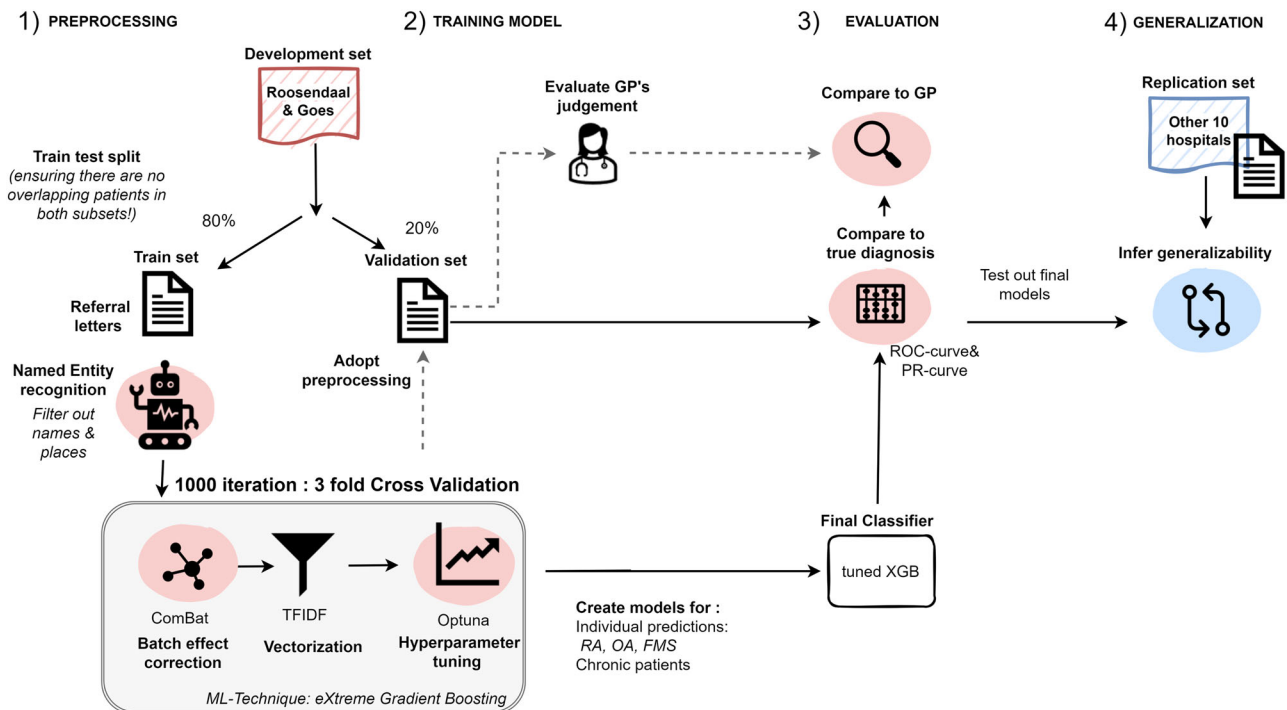 1) PREPROCESSING
2) TRAINING MODEL
3) EVALUATION
4) GENERALIZATION
Development set
Roosendaal
& Goes
Train test split
(ensuring there are no
overlapping patients in
both subsets!)
80%
20%
Train set
Validation set
Referral
letters
Named Entity
recognition
Filter out
names &
places
Adopt
preprocessing
Evaluate GP's
judgement
Compare to GP
Compare to
true diagnosis
ROC-curve&
PR-curve
Test out final
models
Replication set
Other 10
hospitals
Infer generalizability
1000 iteration : 3 fold Cross Validation
ComBat
Batch effect
correction
TFIDF
Vectorization
Optuna
Hyperparameter
tuning
ML-Technique: eXtreme Gradient Boosting
Create models for :
Individual predictions:
RA, OA, FMS
Chronic patients
Final Classifier
tuned XGB